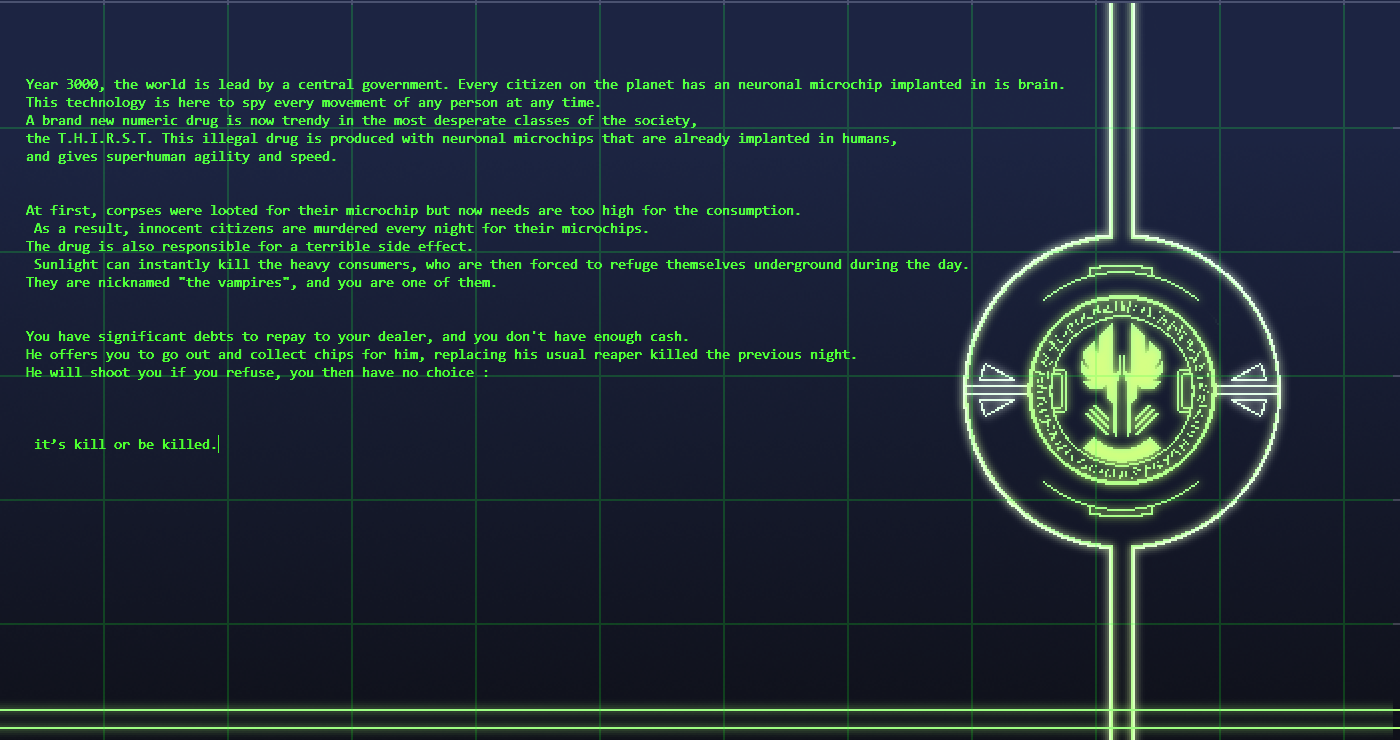 Year 3000, the world is lead by a central government. Every citizen on the planet has an neuronal microchip implanted in is brain.
This technology is here to spy every movement of any person at any time.
A brand new numeric drug is now trendy in the most desperate classes of the society,
the T.H.I.R.S.T. This illegal drug is produced with neuronal microchips that are already implanted in humans,
and gives superhuman agility and speed.
At first, corpses were looted for their microchip but now needs are too high for the consumption.
As a result, innocent citizens are murdered every night for their microchips.
The drug is also responsible for a terrible side effect.
Sunlight can instantly kill the heavy consumers, who are then forced to refuge themselves underground during the day.
They are nicknamed "the vampires", and you are one of them.
You have significant debts to repay to your dealer, and you don't have enough cash.
He offers you to go out and collect chips for him, replacing his usual reaper killed the previous night.
He will shoot you if you refuse, you then have no choice :
it’s kill or be killed.